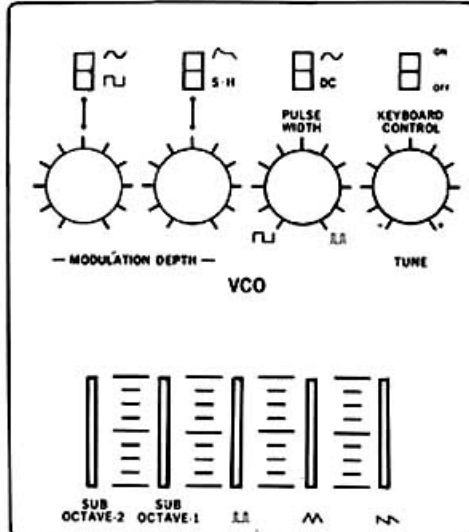 ON
S·H
DC
OFF
PULSE
WIDTH
KEYBOARD
CONTROL
— MODULATION DEPTH —
TUNE
VCO
SUB
OCTAVE·2
SUB
OCTAVE·1